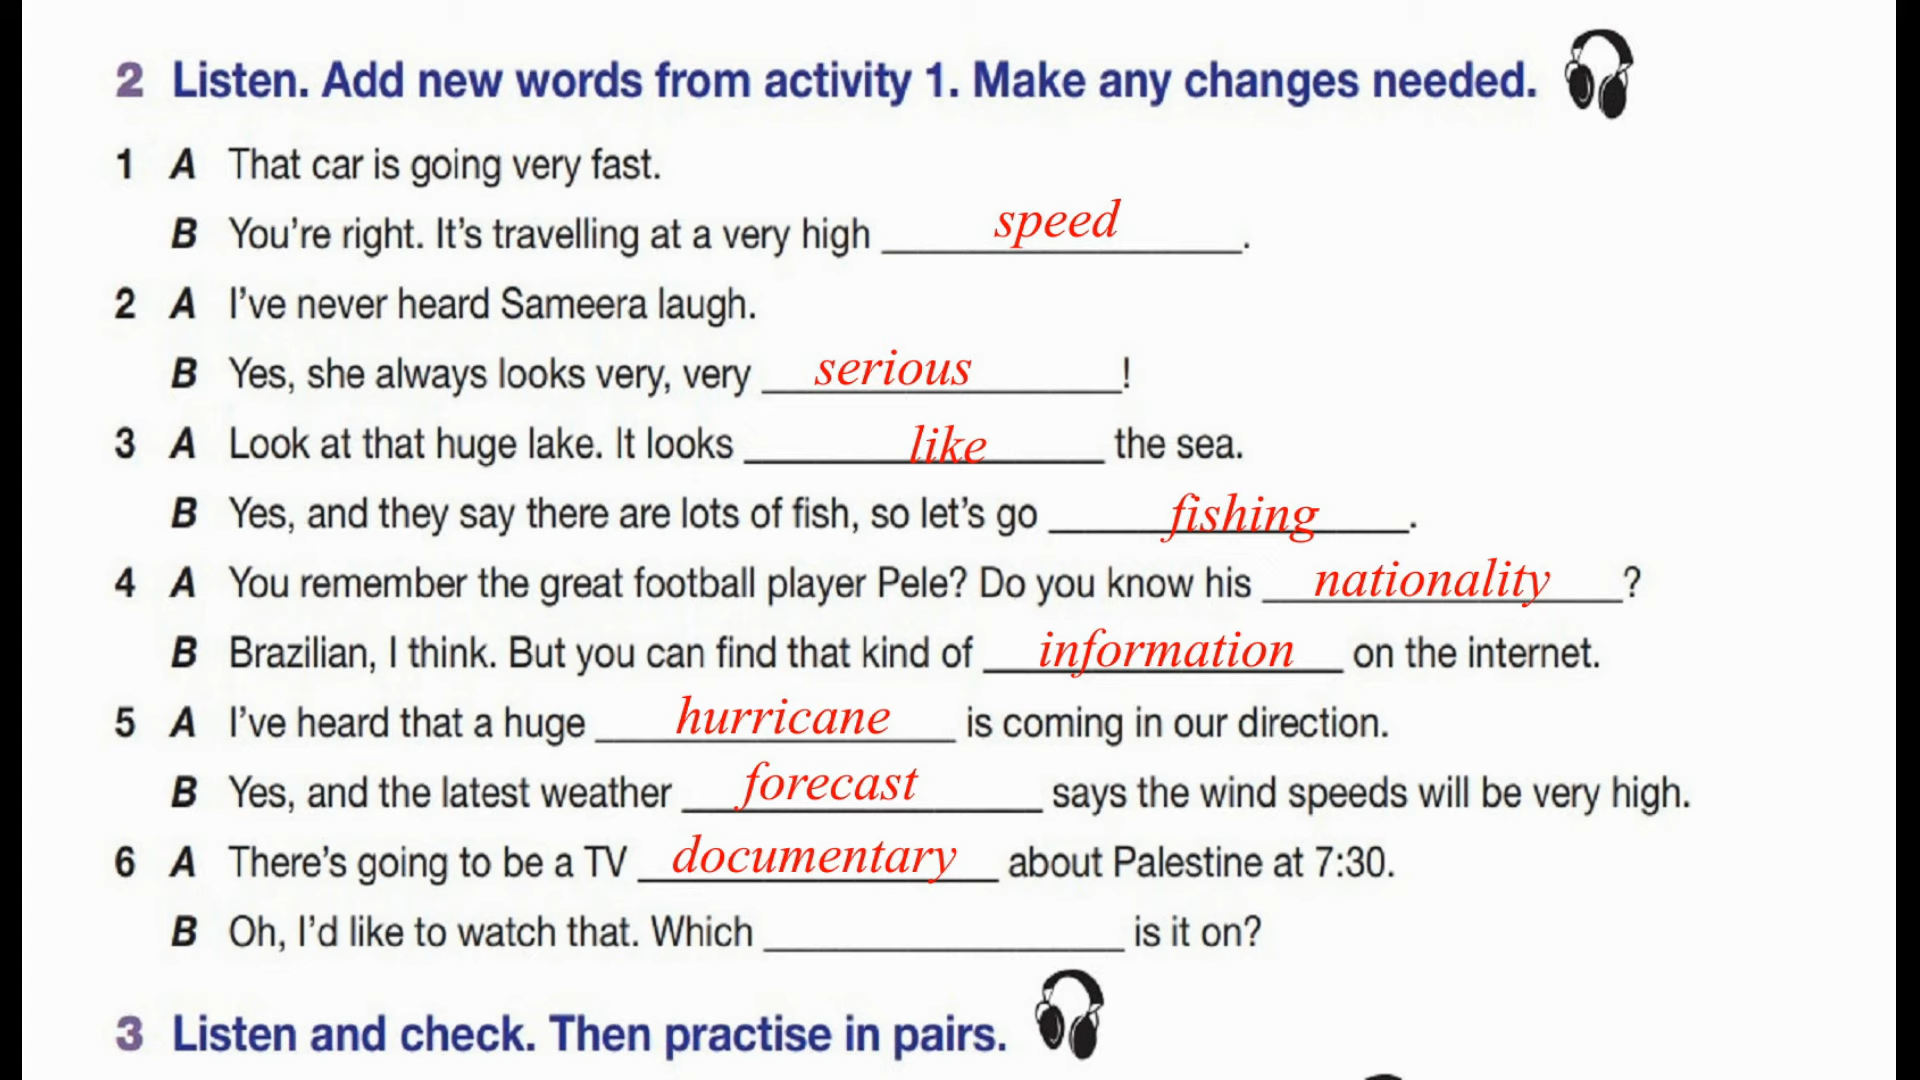 2 Listen. Add new words from activity 1. Make any changes needed.
1 A That car is going very fast.
B You're right. It's travelling at a very high speed.
2 A I've never heard Sameera laugh.
B Yes, she always looks very, very serious!
3 A Look at that huge lake. It looks like the sea.
B Yes, and they say there are lots of fish, so let's go fishing.
4 A You remember the great football player Pele? Do you know his nationality?
B Brazilian, I think. But you can find that kind of information on the internet.
5 A I've heard that a huge hurricane is coming in our direction.
B Yes, and the latest weather forecast says the wind speeds will be very high.
6 A There's going to be a TV documentary about Palestine at 7:30.
B Oh, I'd like to watch that. Which ____________ is it on?
3 Listen and check. Then practise in pairs.